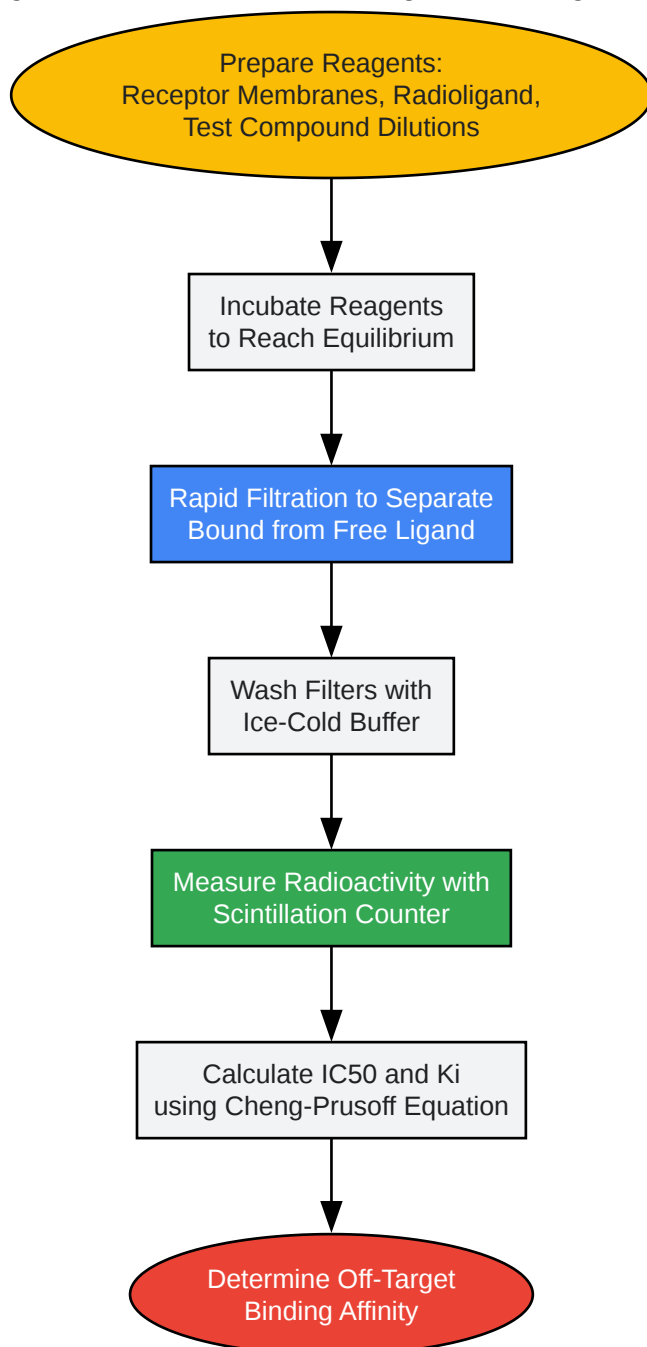 Prepare Reagents:
Receptor Membranes, Radioligand,
Test Compound Dilutions
Incubate Reagents
to Reach Equilibrium
Rapid Filtration to Separate
Bound from Free Ligand
Wash Filters with
Ice-Cold Buffer
Measure Radioactivity with
Scintillation Counter
Calculate IC50 and Ki
using Cheng-Prusoff Equation
Determine Off-Target
Binding Affinity